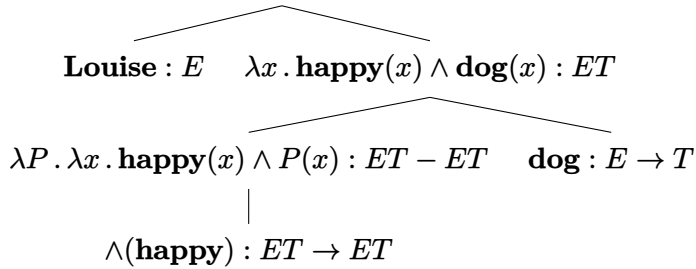 Louise : E λx . happy(x) ∧ dog(x) : ET
λP . λx . happy(x) ∧ P(x) : ET − ET dog : E → T
∧(happy) : ET → ET